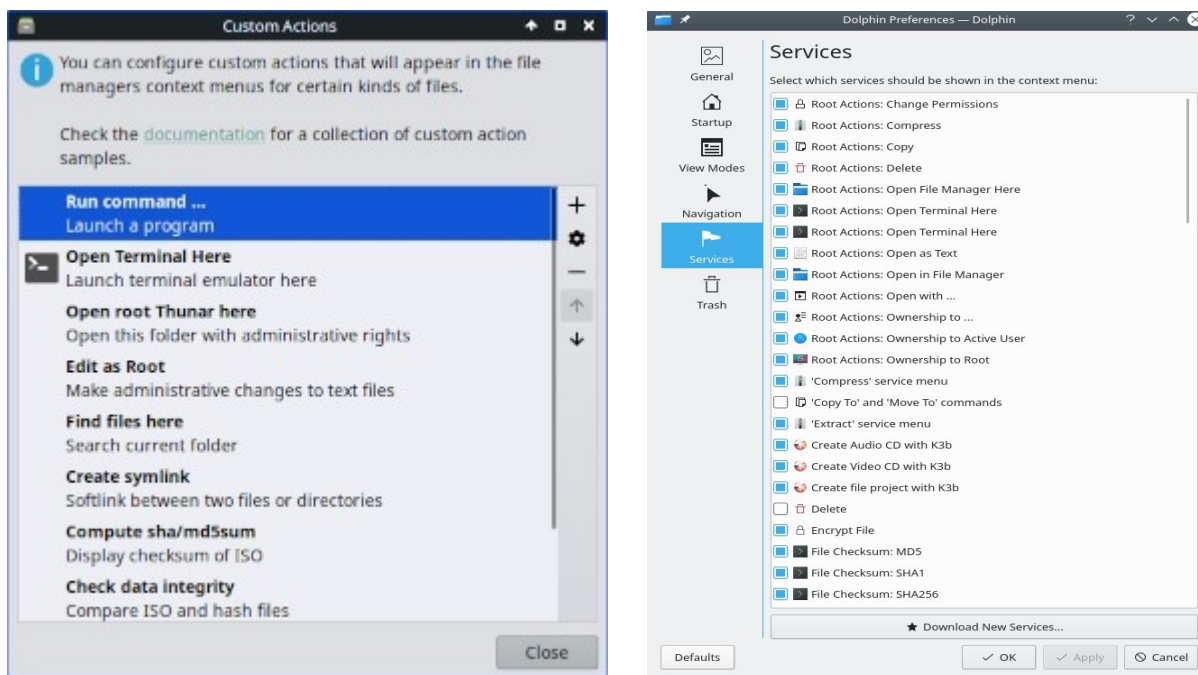 Custom Actions
You can configure custom actions that will appear in the file
managers context menus for certain kinds of files.
Check the documentation for a collection of custom action
samples.
Run command ...
Launch a program
Open Terminal Here
Launch terminal emulator here
Open root Thunar here
Open this folder with administrative rights
Edit as Root
Make administrative changes to text files
Find files here
Search current folder
Create symlink
Softlink between two files or directories
Compute sha/md5sum
Display checksum of ISO
Check data integrity
Compare ISO and hash files
Close
Dolphin Preferences — Dolphin
General
Startup
View Modes
Navigation
Services
Trash
Services
Select which services should be shown in the context menu:
Root Actions: Change Permissions
Root Actions: Compress
Root Actions: Copy
Root Actions: Delete
Root Actions: Open File Manager Here
Root Actions: Open Terminal Here
Root Actions: Open Terminal Here
Root Actions: Open as Text
Root Actions: Open in File Manager
Root Actions: Open with ...
Root Actions: Ownership to ...
Root Actions: Ownership to Active User
Root Actions: Ownership to Root
'Compress' service menu
'Copy To' and 'Move To' commands
'Extract' service menu
Create Audio CD with K3b
Create Video CD with K3b
Create file project with K3b
Delete
Encrypt File
File Checksum: MD5
File Checksum: SHA1
File Checksum: SHA256
Download New Services...
Defaults
OK
Apply
Cancel